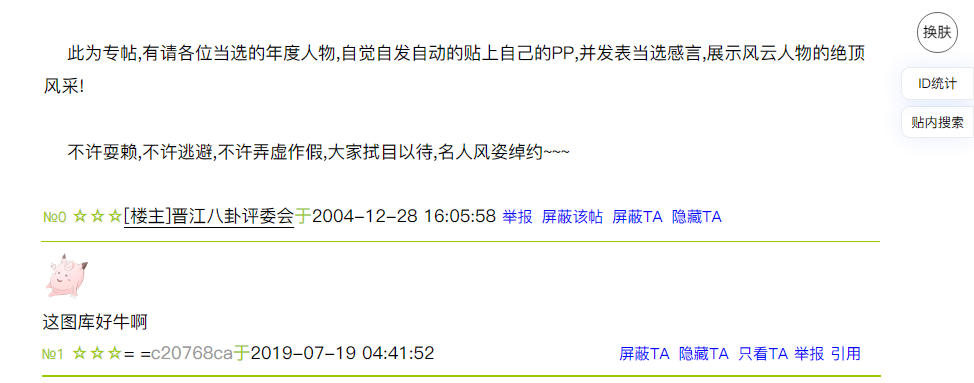 换肤
此为专帖,有请各位当选的年度人物,自觉自发自动的贴上自己的PP,并发表当选感言,展示风云人物的绝顶
风采!
ID统计
贴内搜索
不许耍赖,不许逃避,不许弄虚作假,大家拭目以待,名人风姿绰约~~~
№0 ☆☆☆[楼主]晋江八卦评委会于2004-12-28 16:05:58 举报 屏蔽该帖 屏蔽TA 隐藏TA
这图库好牛啊
№1 ☆☆☆= =c20768ca于2019-07-19 04:41:52 屏蔽TA 隐藏TA 只看TA 举报 引用